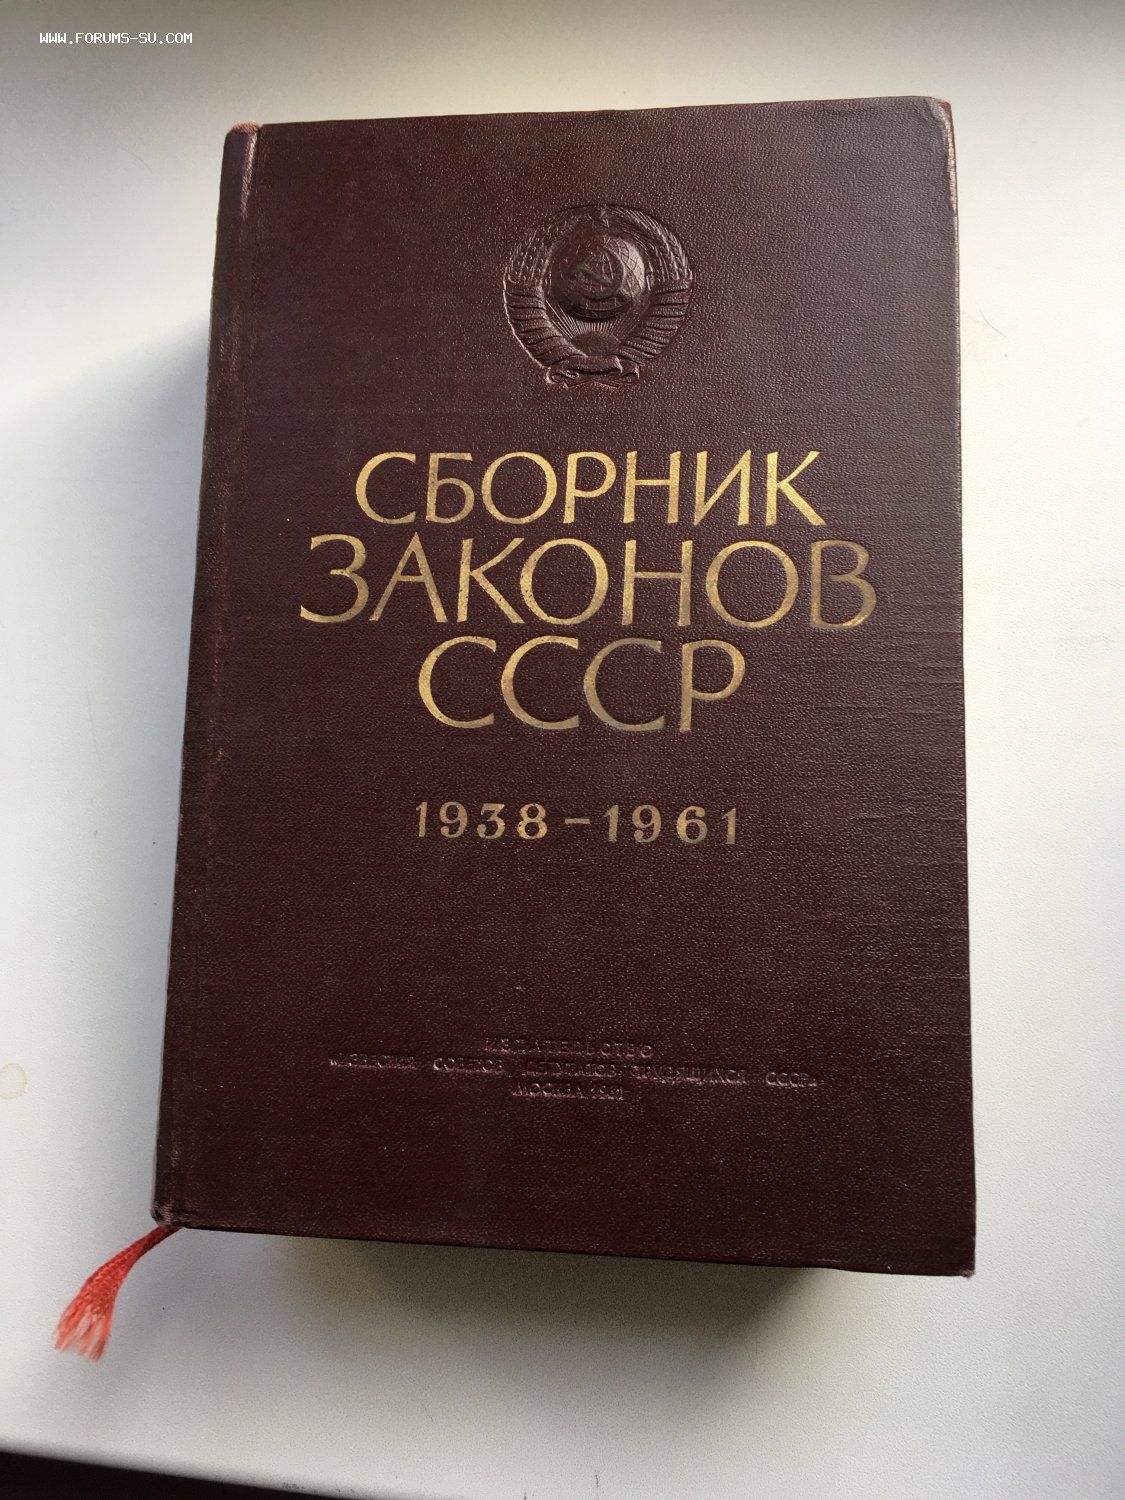 WWW.FORUMS-SU.COM
СБОРНИК
ЗАКОНОВ
СССР
1938-1961
ИЗДАТЕЛЬСТВО
«ИЗВЕСТИЯ СОВЕТОВ ДЕПУТАТОВ ТРУДЯЩИХСЯ СССР»
МОСКВА 1961